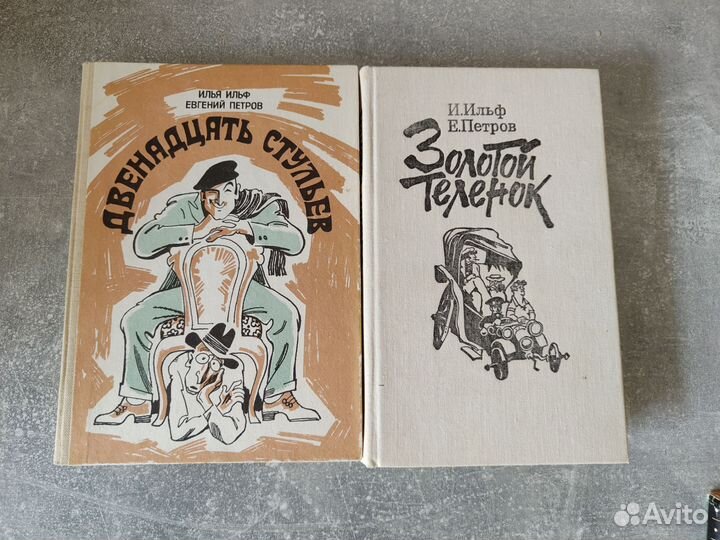 ИЛЬЯ ИЛЬФ
ЕВГЕНИЙ ПЕТРОВ
ДВЕНАДЦАТЬ СТУЛЬЕВ
И.Ильф
Е.Петров
Золотой
теленок
Avito